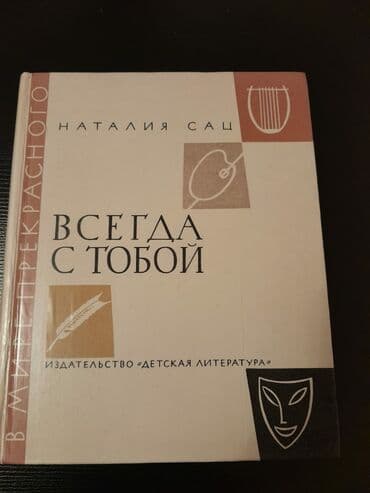 В МИРЕ ПРЕКРАСНОГО
НАТАЛИЯ САЦ
ВСЕГДА
С ТОБОЙ
ИЗДАТЕЛЬСТВО «ДЕТСКАЯ ЛИТЕРАТУРА»